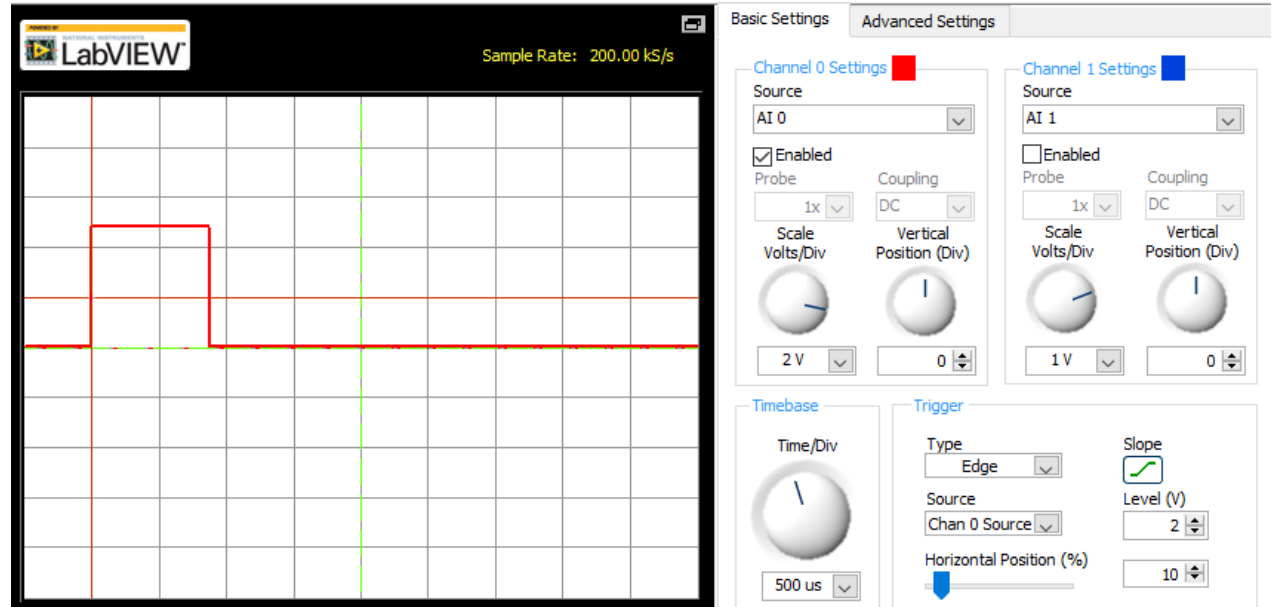 POWERED BY
NATIONAL INSTRUMENTS
LabVIEW
Sample Rate: 200.00 kS/s
Basic Settings
Advanced Settings
Channel 0 Settings
Source
AI 0
Enabled
Probe
Coupling
1x
DC
Scale
Volts/Div
Vertical
Position (Div)
2 V
0
Channel 1 Settings
Source
AI 1
Enabled
Probe
Coupling
1x
DC
Scale
Volts/Div
Vertical
Position (Div)
1 V
0
Timebase
Time/Div
500 us
Trigger
Type
Edge
Slope
Source
Chan 0 Source
Level (V)
2
Horizontal Position (%)
10